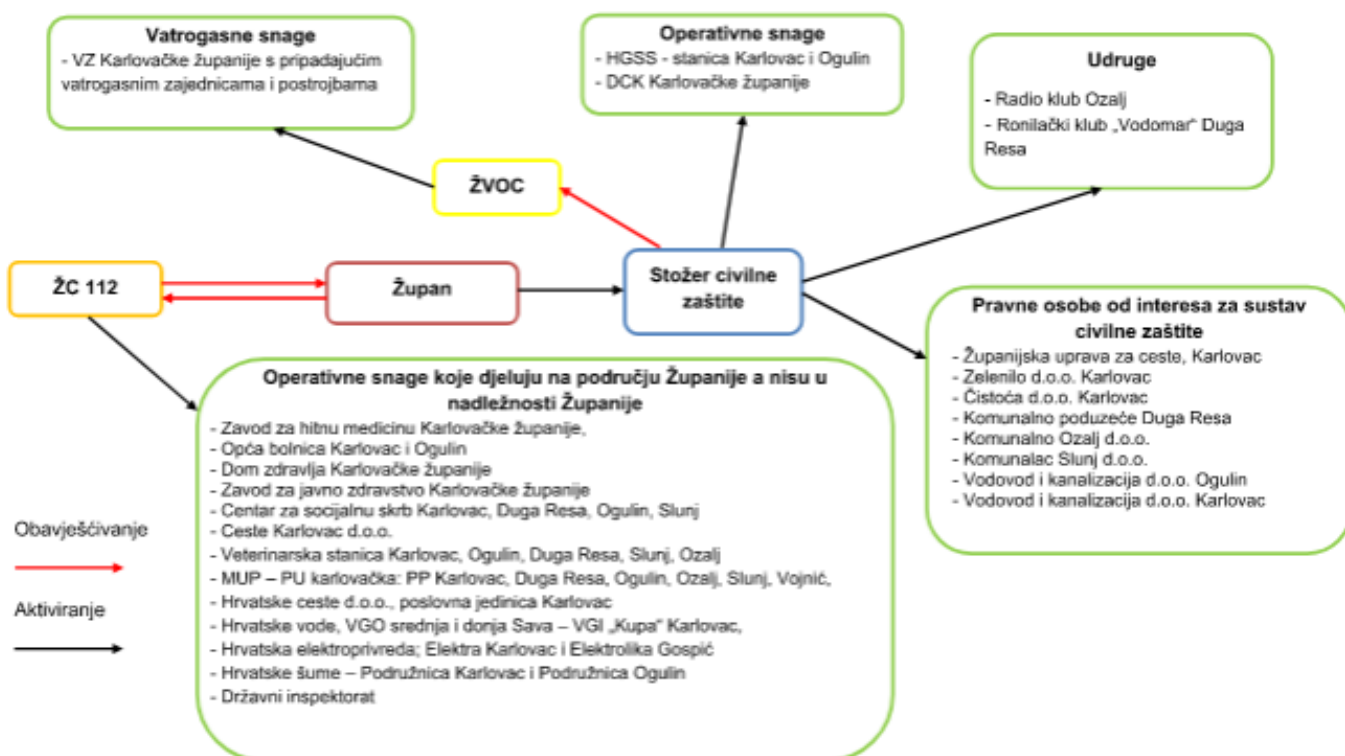 Vatrogasne snage
- VZ Karlovačke županije s pripadajućim
vatrogasnim zajednicama i postrojbama
Operativne snage
- HGSS - stanica Karlovac i Ogulin
- DCK Karlovačke županije
Udruge
- Radio klub Ozalj
- Ronilački klub „Vodomar“ Duga
Resa
ŽVOC
ŽC 112
Župan
Stožer civilne
zaštite
Pravne osobe od interesa za sustav
civilne zaštite
- Županijska uprava za ceste, Karlovac
- Zelenilo d.o.o. Karlovac
- Čistoća d.o.o. Karlovac
- Komunalno poduzeće Duga Resa
- Komunalno Ozalj d.o.o.
- Komunalac Slunj d.o.o.
- Vodovod i kanalizacija d.o.o. Ogulin
- Vodovod i kanalizacija d.o.o. Karlovac
Operativne snage koje djeluju na području Županije a nisu u
nadležnosti Županije
- Zavod za hitnu medicinu Karlovačke županije,
- Opća bolnica Karlovac i Ogulin
- Dom zdravlja Karlovačke županije
- Zavod za javno zdravstvo Karlovačke županije
- Centar za socijalnu skrb Karlovac, Duga Resa, Ogulin, Slunj
- Ceste Karlovac d.o.o.
- Veterinarska stanica Karlovac, Ogulin, Duga Resa, Slunj, Ozalj
- MUP – PU karlovačka: PP Karlovac, Duga Resa, Ogulin, Ozalj, Slunj, Vojnić,
- Hrvatske ceste d.o.o., poslovna jedinica Karlovac
- Hrvatske vode, VGO srednja i donja Sava – VGI „Kupa“ Karlovac,
- Hrvatska elektroprivreda; Elektra Karlovac i Elektrolika Gospić
- Hrvatske šume – Podružnica Karlovac i Podružnica Ogulin
- Državni inspektorat
Obavješćivanje
Aktiviranje